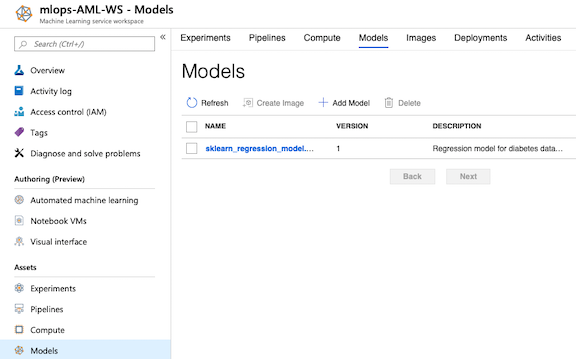 mlops-AML-WS - Models
Machine Learning service workspace
Search (Ctrl+/)
«
Overview
Activity log
Access control (IAM)
Tags
Diagnose and solve problems
Authoring (Preview)
Automated machine learning
Notebook VMs
Visual interface
Assets
Experiments
Pipelines
Compute
Models
Experiments Pipelines Compute Models Images Deployments Activities
Models
Refresh Create Image Add Model Delete
NAME VERSION DESCRIPTION
sklearn_regression_model.... 1 Regression model for diabetes data...
Back Next